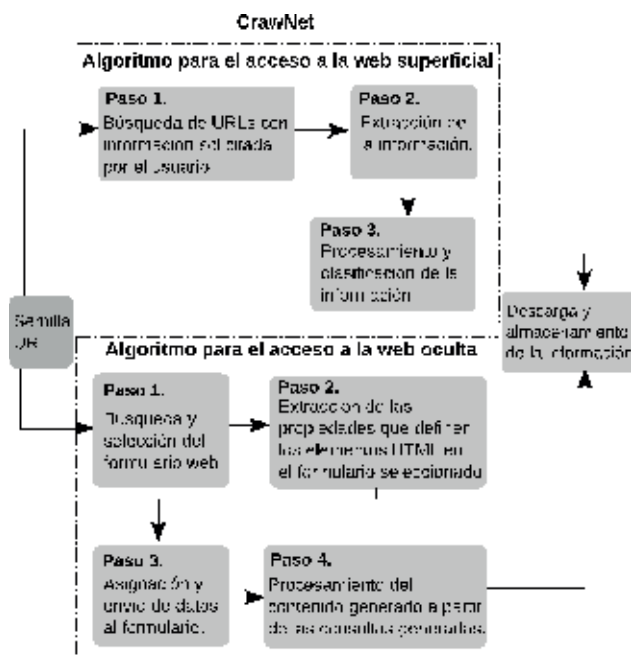 CrawNet
Algoritmo para el acceso a la web superficial
Paso 1.
Búsqueda de URLs con
información solicitada
por el usuario
Paso 2.
Extracción de
la información.
Paso 3.
Procesamiento y
clasificación de la
información
Semilla
URL
Descarga y
almacenamiento
de la información
Algoritmo para el acceso a la web oculta
Paso 1.
Búsqueda y
selección del
formulario web
Paso 2.
Extracción de las
propiedades que definen
los elementos HTML en
el formulario seleccionado
Paso 3.
Asignación y
envío de datos
al formulario.
Paso 4.
Procesamiento del
contenido generado a partir
de las consultas generadas.